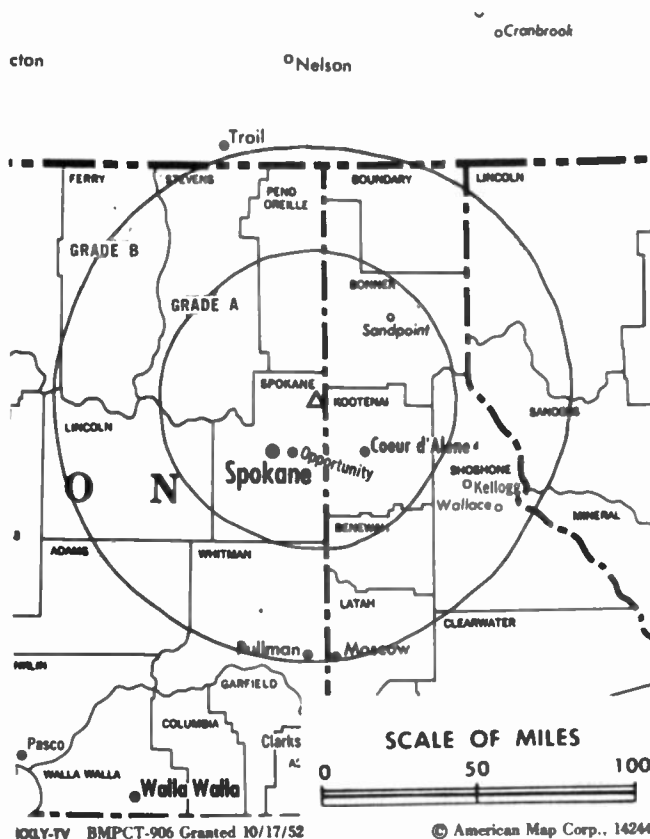 Cranbrook
cton
Nelson
Trail
FERRY
STEVENS
PEND
OREILLE
BOUNDARY
LINCOLN
GRADE B
GRADE A
BONNER
Sandpoint
SPOKANE
KOOTENAI
SANDERS
LINCOLN
Spokane
Opportunity
Coeur d'Alene
SHOSHONE
Kellogg
Wallace
O N
MINERAL
BENEWAH
ADAMS
WHITMAN
LATAH
CLEARWATER
Pullman
Moscow
GARFIELD
COLUMBIA
Clarks
Pasco
WALLA WALLA
Walla Walla
SCALE OF MILES
0 50 100
BMPCT-906 Granted 10/17/52
© American Map Corp., 14244